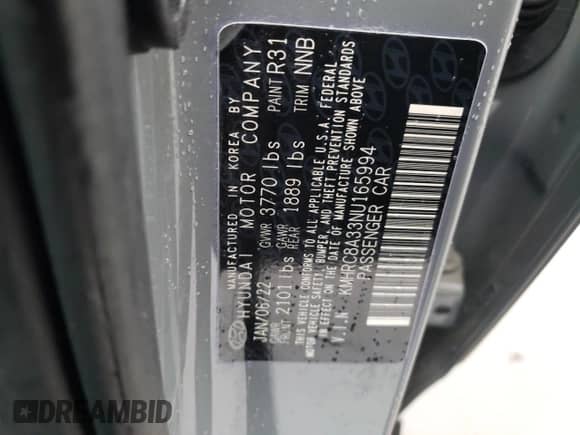 MANUFACTURED IN KOREA BY
HYUNDAI MOTOR COMPANY
JAN/06/22 GVWR 3770 lbs PAINT R31
GAWR FRONT 2101 lbs GAWR REAR 1889 lbs TRIM NNB
THIS VEHICLE CONFORMS TO ALL APPLICABLE U.S.A. FEDERAL
MOTOR VEHICLE SAFETY, BUMPER, AND THEFT PREVENTION STANDARDS
IN EFFECT ON THE DATE OF MANUFACTURE SHOWN ABOVE
V.I.N KMHRC8A33NU165994
PASSENGER CAR
DREAMBID